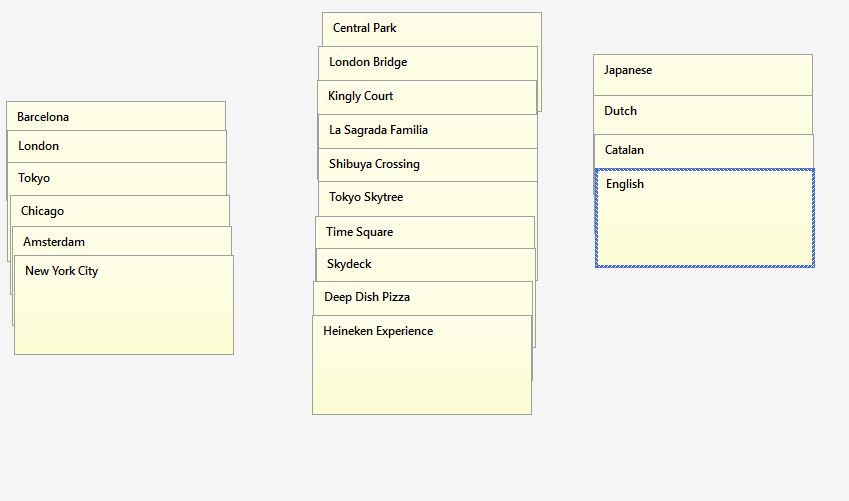 Barcelona
London
Tokyo
Chicago
Amsterdam
New York City
Central Park
London Bridge
Kingly Court
La Sagrada Familia
Shibuya Crossing
Tokyo Skytree
Time Square
Skydeck
Deep Dish Pizza
Heineken Experience
Japanese
Dutch
Catalan
English